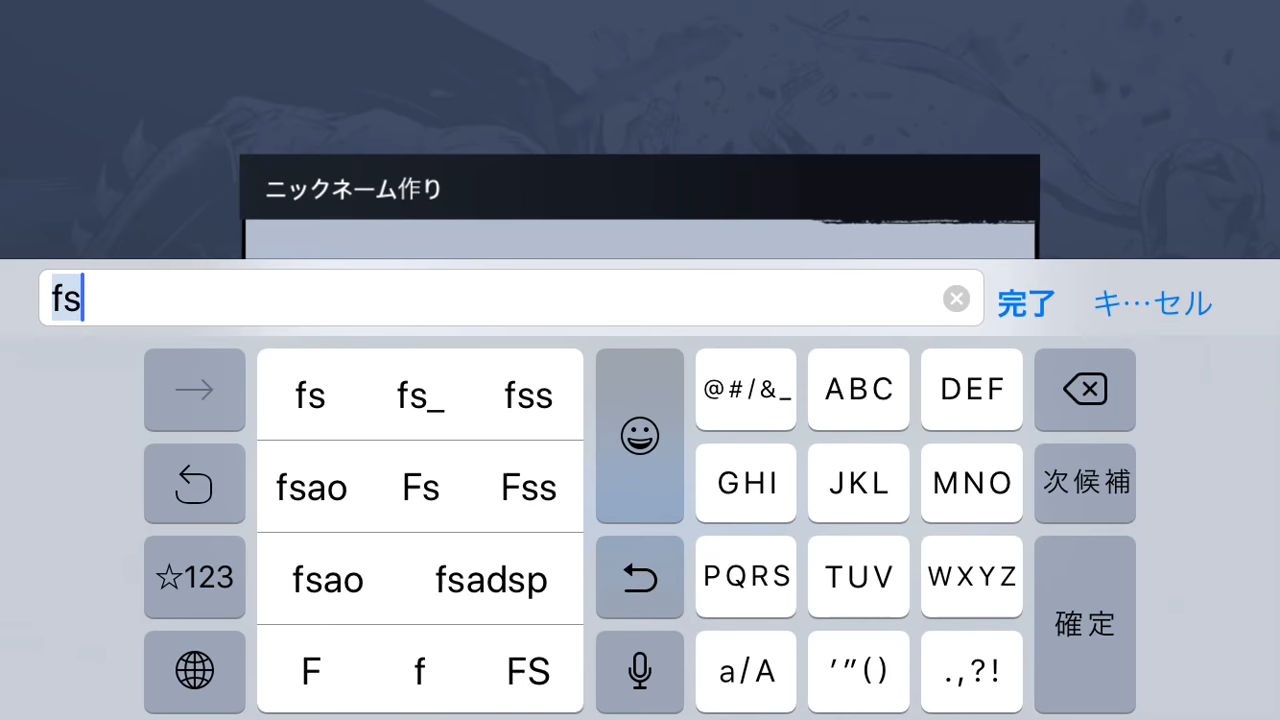 ニックネーム作り
fs
完了 キ…セル
→ fs fs_ fss @#/&_ ABC DEF
fsao Fs Fss GHI JKL MNO 次候補
☆123 fsao fsadsp PQRS TUV WXYZ 確定
F f FS a/A ’”() .,?!